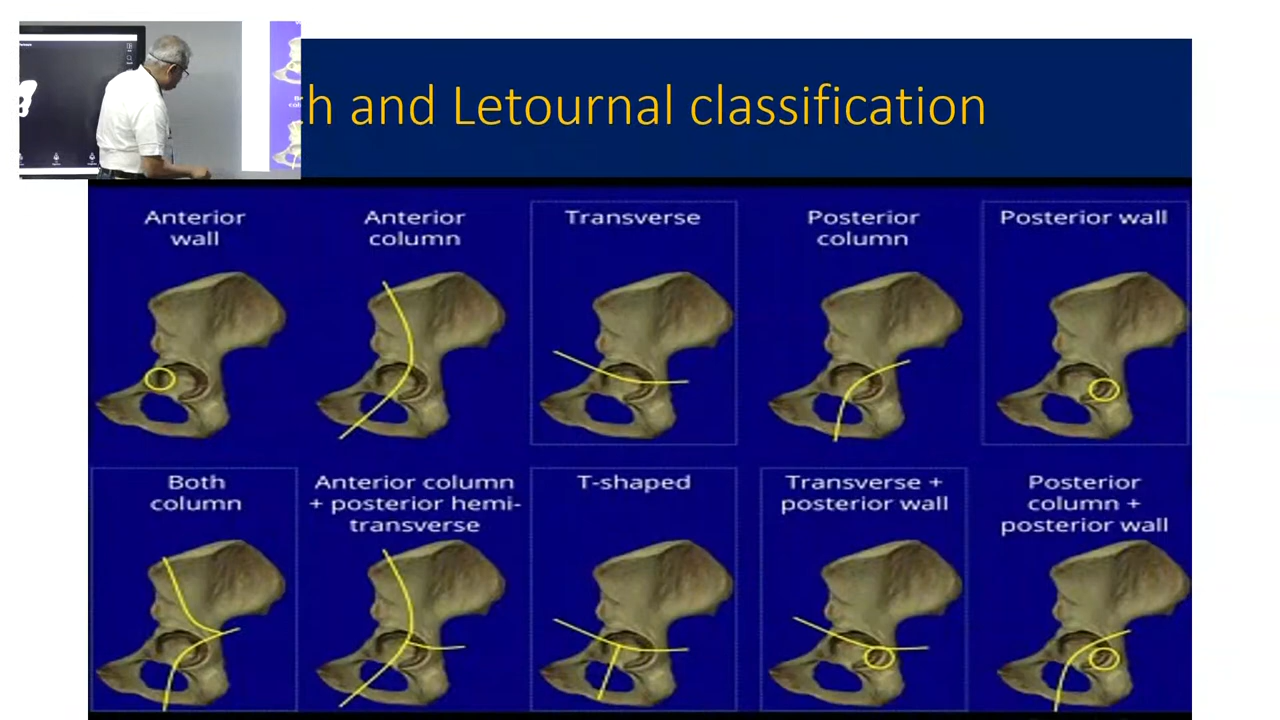 h and Letournal classification
Anterior
wall
Anterior
column
Transverse
Posterior
column
Posterior wall
Both
column
Anterior column
+ posterior hemi-
transverse
T-shaped
Transverse +
posterior wall
Posterior
column +
posterior wall